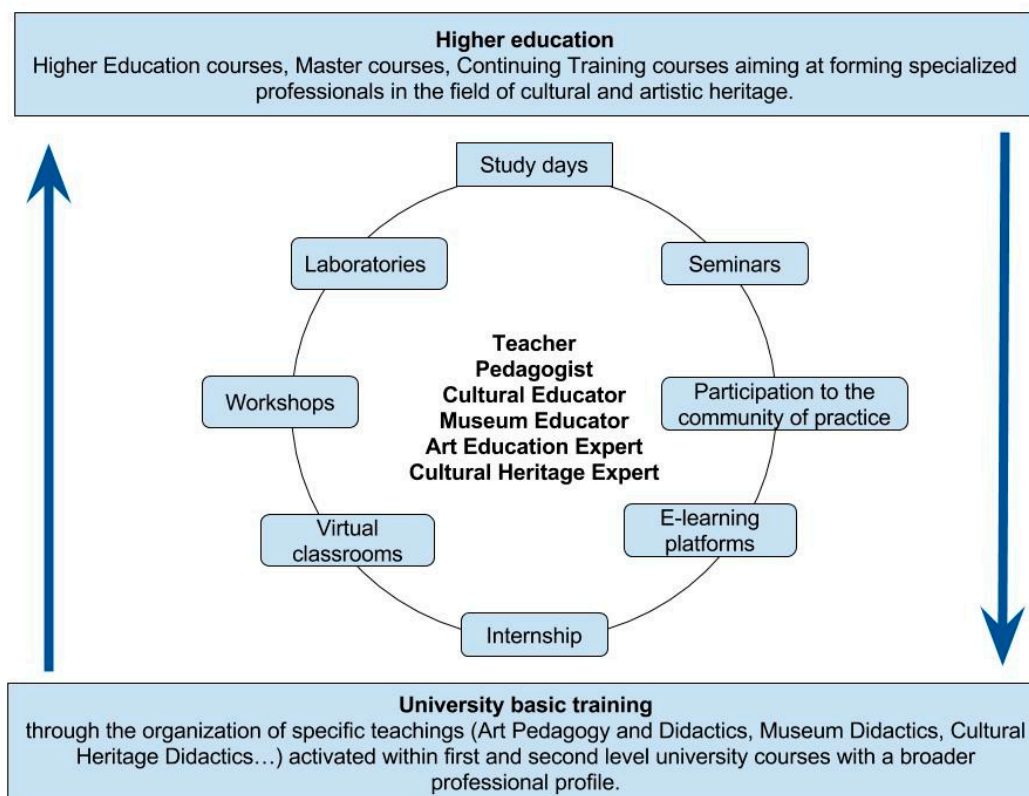 Higher education
Higher Education courses, Master courses, Continuing Training courses aiming at forming specialized
professionals in the field of cultural and artistic heritage.
Study days
Laboratories
Seminars
Teacher
Pedagogist
Cultural Educator
Museum Educator
Art Education Expert
Cultural Heritage Expert
Workshops
Participation to the
community of practice
Virtual
classrooms
E-learning
platforms
Internship
University basic training
through the organization of specific teachings (Art Pedagogy and Didactics, Museum Didactics, Cultural
Heritage Didactics…) activated within first and second level university courses with a broader
professional profile.